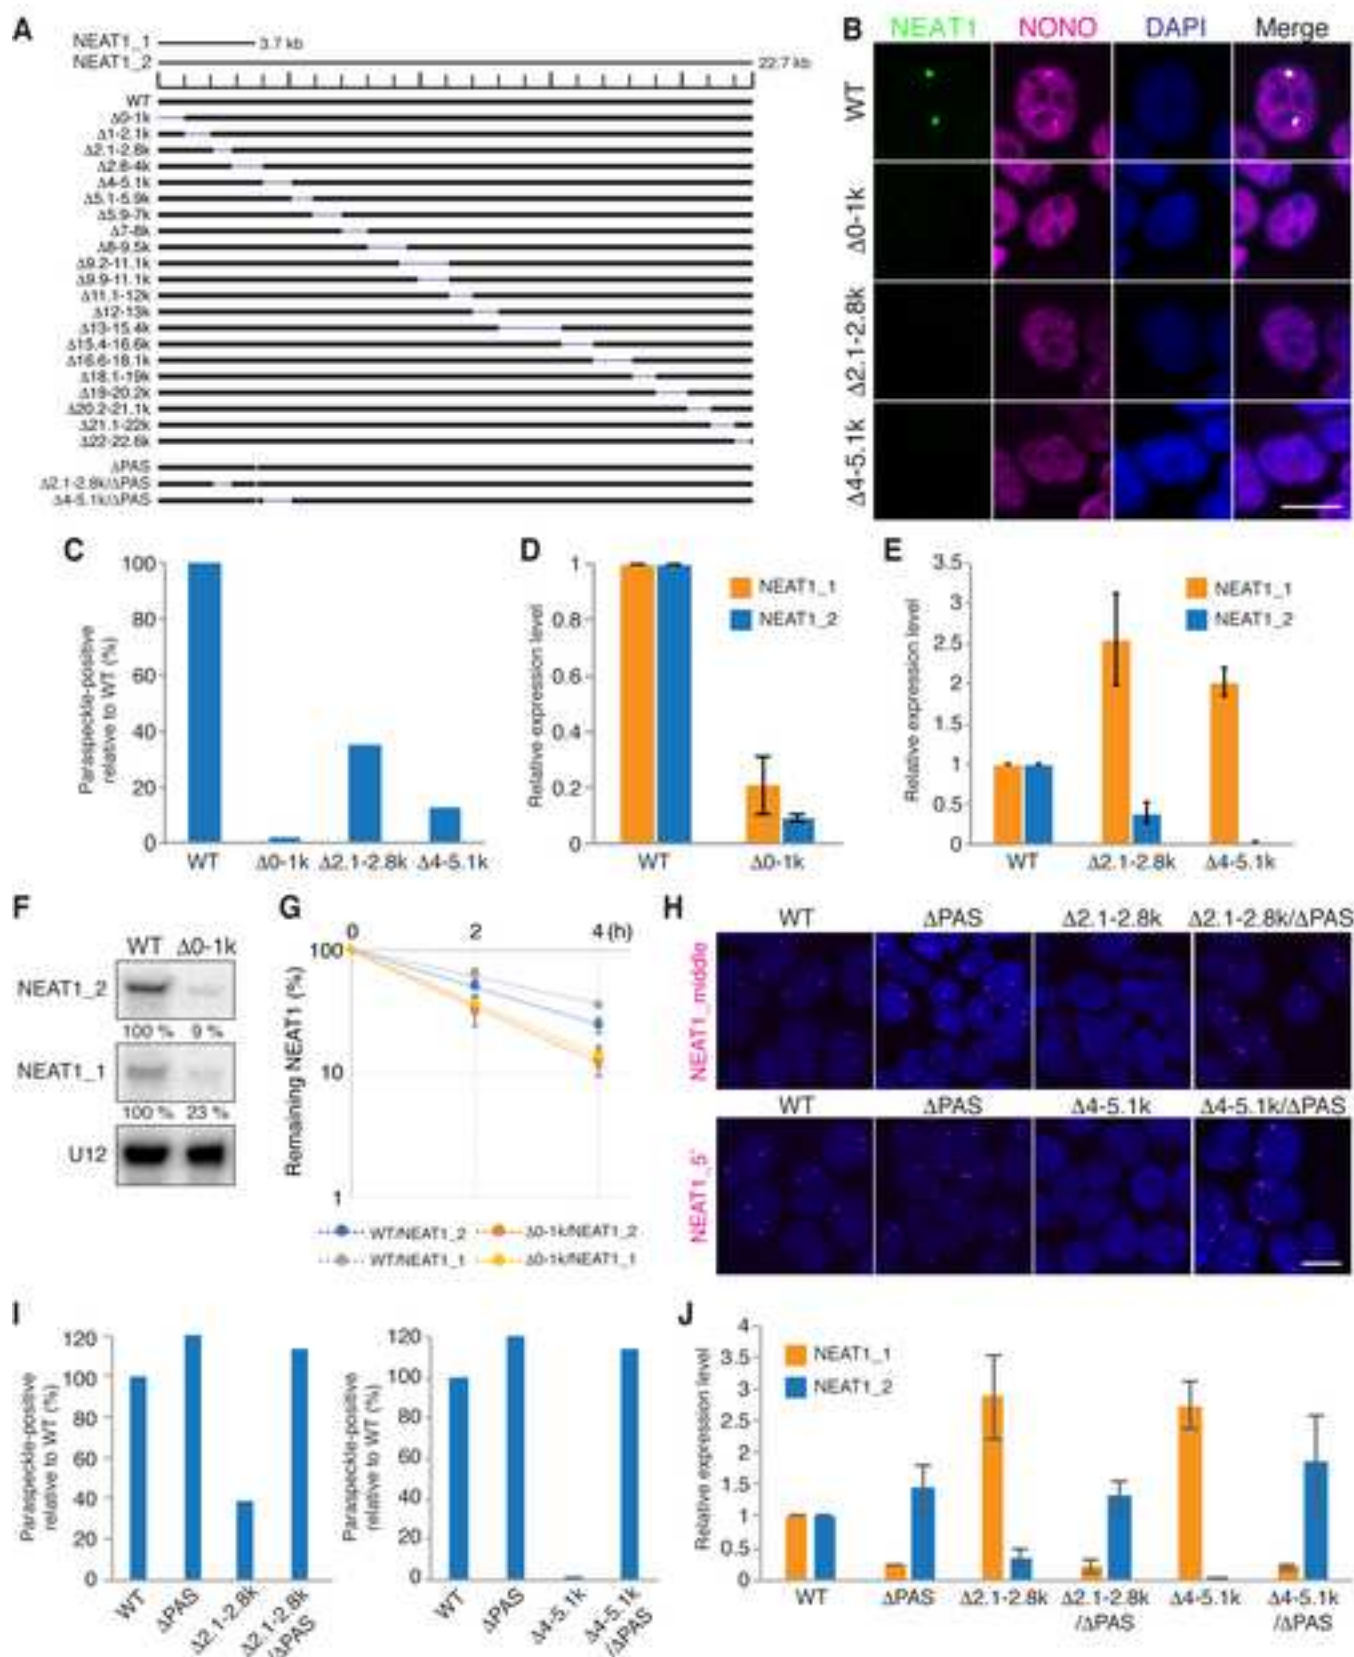 A
NEAT1_1
3.7 kb
NEAT1_2
22.7 kb
WT
Δ0-1k
Δ1-2.1k
Δ2.1-2.8k
Δ2.8-4k
Δ4-5.1k
Δ5.1-5.9k
Δ5.9-7k
Δ7-8k
Δ8-9.5k
Δ9.2-11.1k
Δ9.9-11.1k
Δ11.1-12k
Δ12-13k
Δ13-15.4k
Δ15.4-16.6k
Δ16.6-18.1k
Δ18.1-19k
Δ19-20.2k
Δ20.2-21.1k
Δ21.1-22k
Δ22-22.6k
ΔPAS
Δ2.1-2.8k/ΔPAS
Δ4-5.1k/ΔPAS
B
NEAT1 NONO DAPI Merge
WT
Δ0-1k
Δ2.1-2.8k
Δ4-5.1k
C
Paraspeckle-positive
relative to WT (%)
100
80
60
40
20
0
WT Δ0-1k Δ2.1-2.8k Δ4-5.1k
D
Relative expression level
1
0.8
0.6
0.4
0.2
0
NEAT1_1
NEAT1_2
WT Δ0-1k
E
Relative expression level
3.5
3
2.5
2
1.5
1
0.5
0
NEAT1_1
NEAT1_2
WT Δ2.1-2.8k Δ4-5.1k
F
WT Δ0-1k
NEAT1_2
100 % 9 %
NEAT1_1
100 % 23 %
U12
G
0 2 4 (h)
Remaining NEAT1 (%)
100
10
1
WT/NEAT1_2 Δ0-1k/NEAT1_2
WT/NEAT1_1 Δ0-1k/NEAT1_1
H
WT ΔPAS Δ2.1-2.8k Δ2.1-2.8k/ΔPAS
NEAT1_middle
WT ΔPAS Δ4-5.1k Δ4-5.1k/ΔPAS
NEAT1_5'
I
Paraspeckle-positive
relative to WT (%)
120
100
80
60
40
20
0
WT ΔPAS Δ2.1-2.8k Δ2.1-2.8k
/ΔPAS
Paraspeckle-positive
relative to WT (%)
120
100
80
60
40
20
0
WT ΔPAS Δ4-5.1k Δ4-5.1k
/ΔPAS
J
Relative expression level
4
3.5
3
2.5
2
1.5
1
0.5
0
NEAT1_1
NEAT1_2
WT ΔPAS Δ2.1-2.8k Δ2.1-2.8k Δ4-5.1k Δ4-5.1k
/ΔPAS /ΔPAS